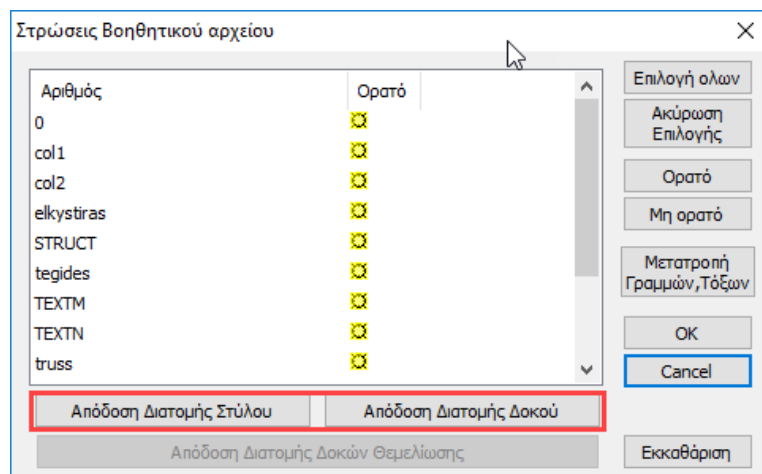 Στρώσεις Βοηθητικού αρχείου
Αριθμός Ορατό
0
col1
col2
elkystiras
STRUCT
tegides
TEXTM
TEXTN
truss
Επιλογή ολων
Ακύρωση
Επιλογής
Ορατό
Μη ορατό
Μετατροπή
Γραμμών,Τόξων
OK
Cancel
Απόδοση Διατομής Στύλου Απόδοση Διατομής Δοκού
Απόδοση Διατομής Δοκών Θεμελίωσης Εκκαθάριση